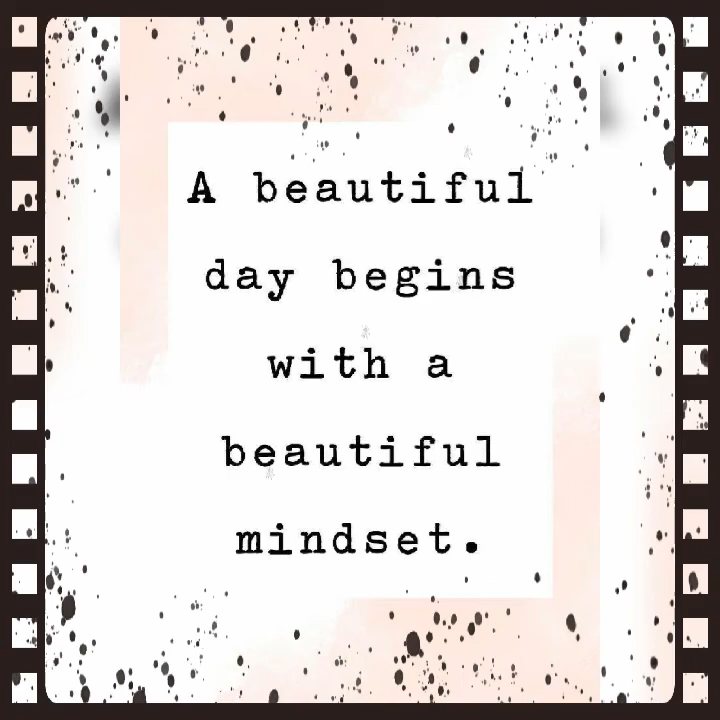 A beautiful
day begins
with a
beautiful
mindset.